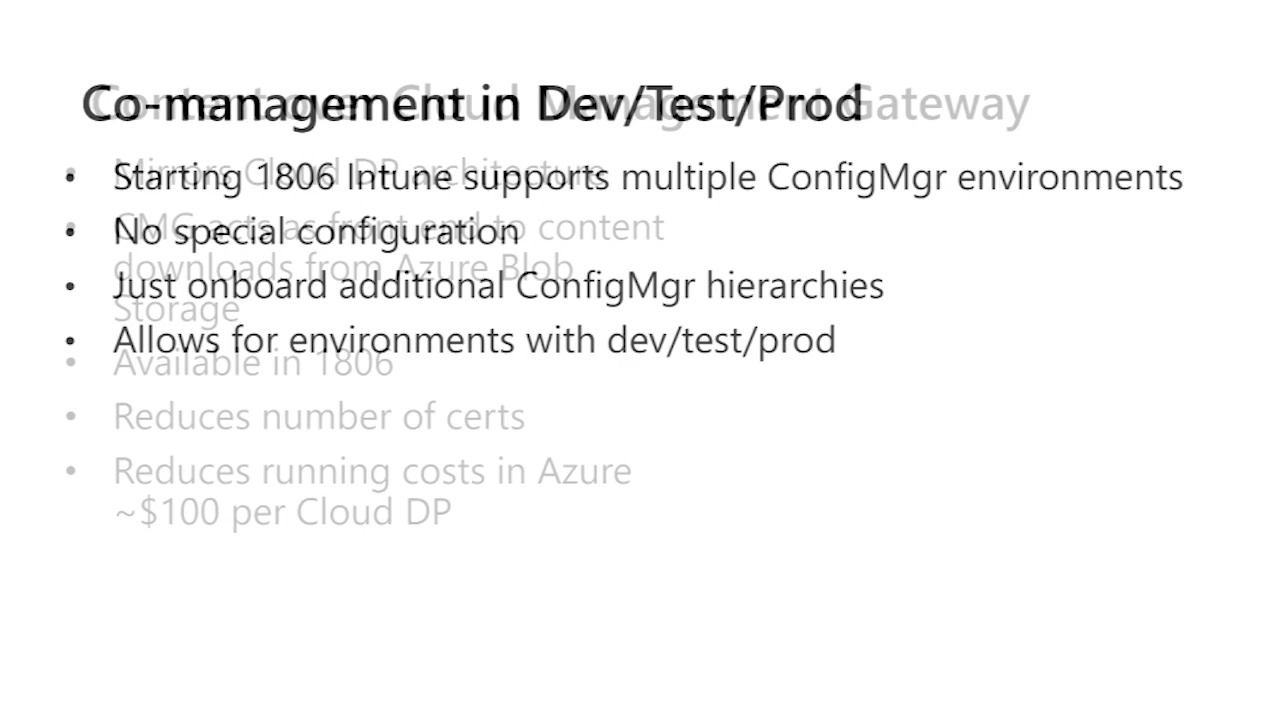 Co-management in Dev/Test/Prod
• Starting 1806 Intune supports multiple ConfigMgr environments
• No special configuration
• Just onboard additional ConfigMgr hierarchies
• Allows for environments with dev/test/prod
Content over Cloud Management Gateway
• Mirrors Cloud DP architecture
• CMG acts as front end to content
downloads from Azure Blob
Storage
• Available in 1806
• Reduces number of certs
• Reduces running costs in Azure
~$100 per Cloud DP